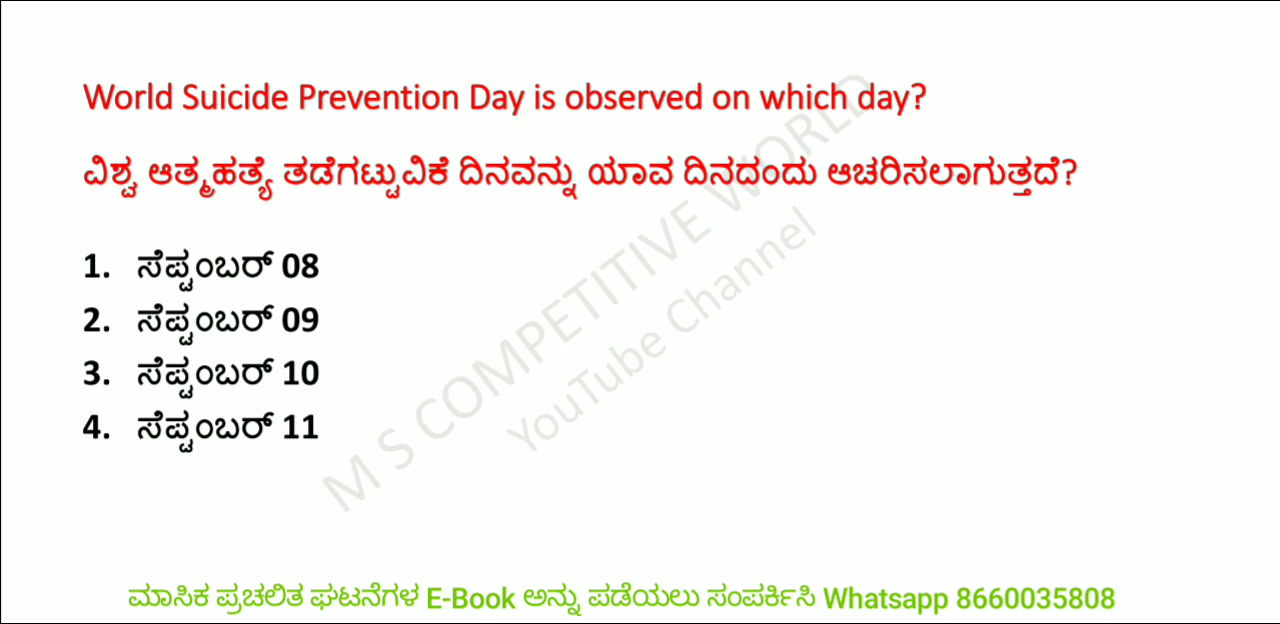 World Suicide Prevention Day is observed on which day?
ವಿಶ್ವ ಆತ್ಮಹತ್ಯೆ ತಡೆಗಟ್ಟುವಿಕೆ ದಿನವನ್ನು ಯಾವ ದಿನದಂದು ಆಚರಿಸಲಾಗುತ್ತದೆ?
1. ಸೆಪ್ಟಂಬರ್ 08
2. ಸೆಪ್ಟಂಬರ್ 09
3. ಸೆಪ್ಟಂಬರ್ 10
4. ಸೆಪ್ಟಂಬರ್ 11
M S COMPETITIVE WORLD
YouTube Channel
ಮಾಸಿಕ ಪ್ರಚಲಿತ ಘಟನೆಗಳ E-Book ಅನ್ನು ಪಡೆಯಲು ಸಂಪರ್ಕಿಸಿ Whatsapp 8660035808